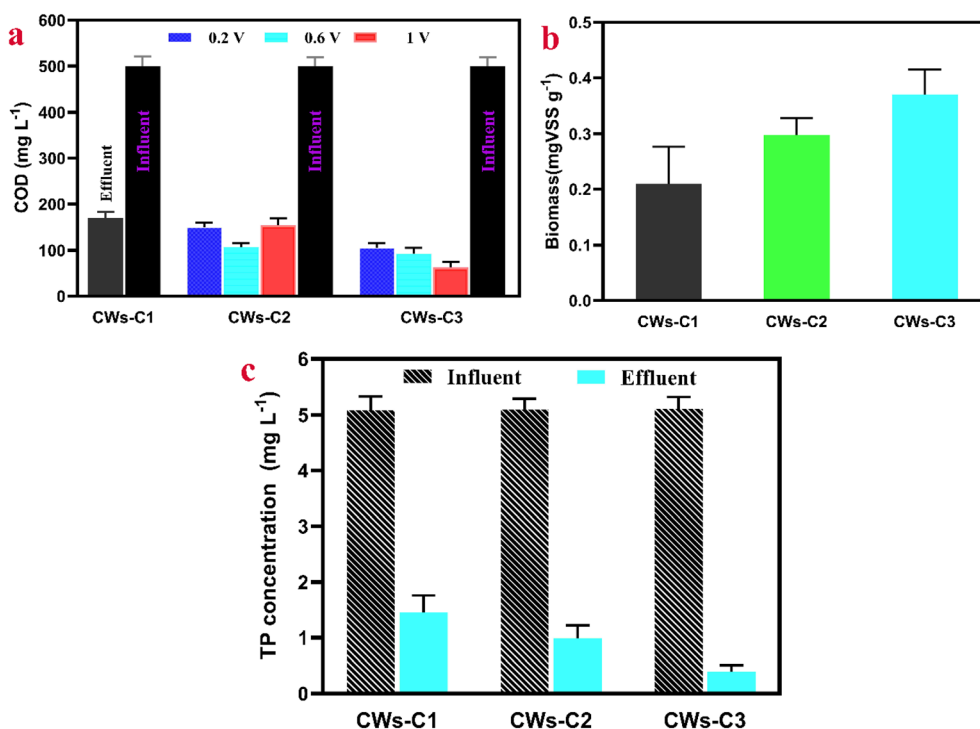 a
0.2 V 0.6 V 1 V
COD (mg L⁻¹)
600
500
400
300
200
100
0
Effluent
Influent
Influent
Influent
CWs-C1 CWs-C2 CWs-C3
b
Biomass(mgVSS g⁻¹)
0.5
0.4
0.3
0.2
0.1
0.0
CWs-C1 CWs-C2 CWs-C3
c
Influent Effluent
TP concentration (mg L⁻¹)
6
5
4
3
2
1
0
CWs-C1 CWs-C2 CWs-C3